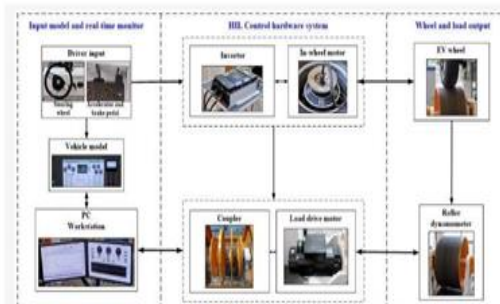 Input model and real time monitor
HIL Control hardware system
Wheel and load output
Driver input
Steering
wheel
Accelerator and
brake pedal
Inverter
In-wheel motor
EV wheel
Vehicle model
PC
Workstation
Coupler
Load drive motor
Roller
dynamometer